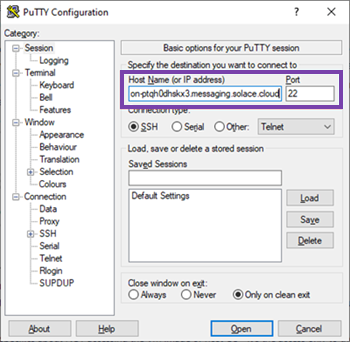 PuTTY Configuration
Category:
Session
Logging
Terminal
Keyboard
Bell
Features
Window
Appearance
Behaviour
Translation
Selection
Colours
Connection
Data
Proxy
SSH
Serial
Telnet
Rlogin
SUPDUP
Basic options for your PuTTY session
Specify the destination you want to connect to
Host Name (or IP address) Port
on-ptqh0dhskx3.messaging.solace.cloud 22
Connection type:
SSH Serial Other: Telnet
Load, save or delete a stored session
Saved Sessions
Default Settings
Load
Save
Delete
Close window on exit:
Always Never Only on clean exit
About Help Open Cancel